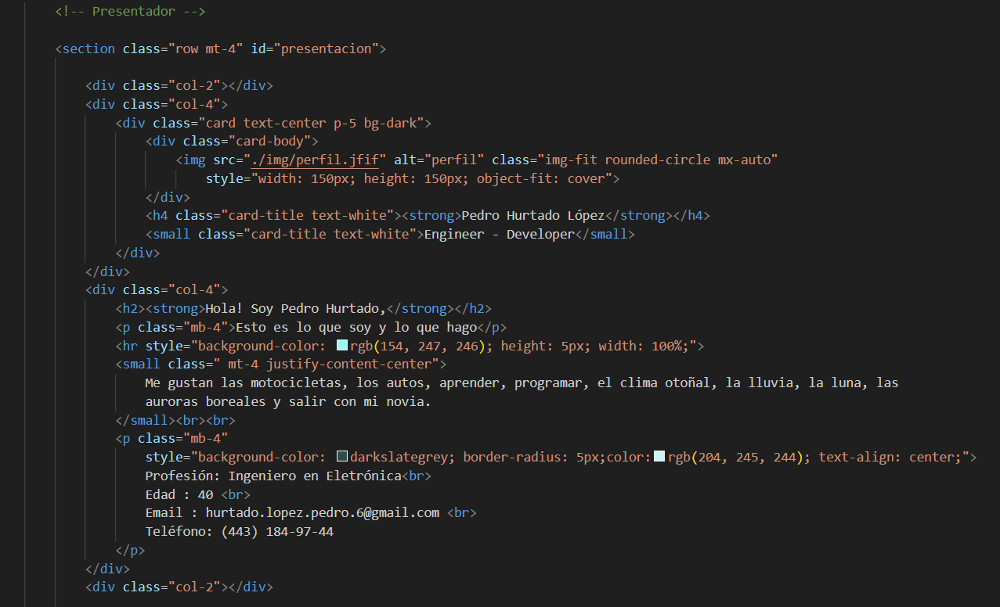 <!-- Presentador -->
<section class="row mt-4" id="presentacion">
<div class="col-2"></div>
<div class="col-4">
<div class="card text-center p-5 bg-dark">
<div class="card-body">
<img src="./img/perfil.jfif" alt="perfil" class="img-fit rounded-circle mx-auto"
style="width: 150px; height: 150px; object-fit: cover">
</div>
<h4 class="card-title text-white"><strong>Pedro Hurtado López</strong></h4>
<small class="card-title text-white">Engineer - Developer</small>
</div>
</div>
<div class="col-4">
<h2><strong>Hola! Soy Pedro Hurtado,</strong></h2>
<p class="mb-4">Esto es lo que soy y lo que hago</p>
<hr style="background-color: rgb(154, 247, 246); height: 5px; width: 100%;">
<small class=" mt-4 justify-content-center">
Me gustan las motocicletas, los autos, aprender, programar, el clima otoñal, la lluvia, la luna, las
auroras boreales y salir con mi novia.
</small><br><br>
<p class="mb-4"
style="background-color: darkslategrey; border-radius: 5px;color: rgb(204, 245, 244); text-align: center;">
Profesión: Ingeniero en Eletrónica<br>
Edad : 40 <br>
Email : hurtado.lopez.pedro.6@gmail.com <br>
Teléfono: (443) 184-97-44
</p>
</div>
<div class="col-2"></div>